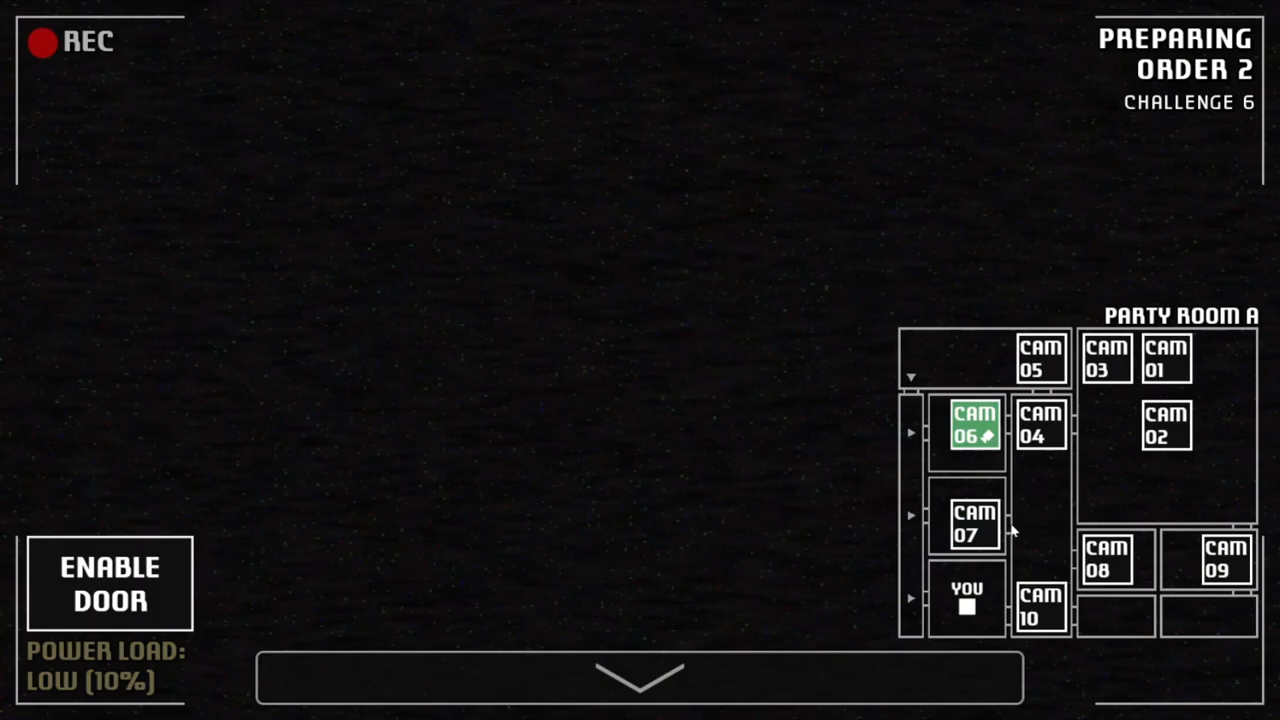 REC
PREPARING
ORDER 2
CHALLENGE 6
PARTY ROOM A
CAM
05
CAM
03
CAM
01
CAM
06
CAM
04
CAM
02
CAM
07
CAM
08
CAM
09
YOU
CAM
10
ENABLE
DOOR
POWER LOAD:
LOW (10%)